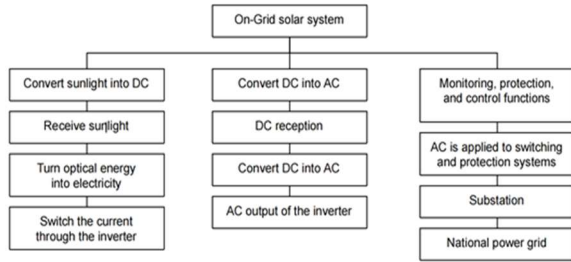 On-Grid solar system
Convert sunlight into DC
Receive sunlight
Turn optical energy
into electricity
Switch the current
through the inverter
Convert DC into AC
DC reception
Convert DC into AC
AC output of the inverter
Monitoring, protection,
and control functions
AC is applied to switching
and protection systems
Substation
National power grid